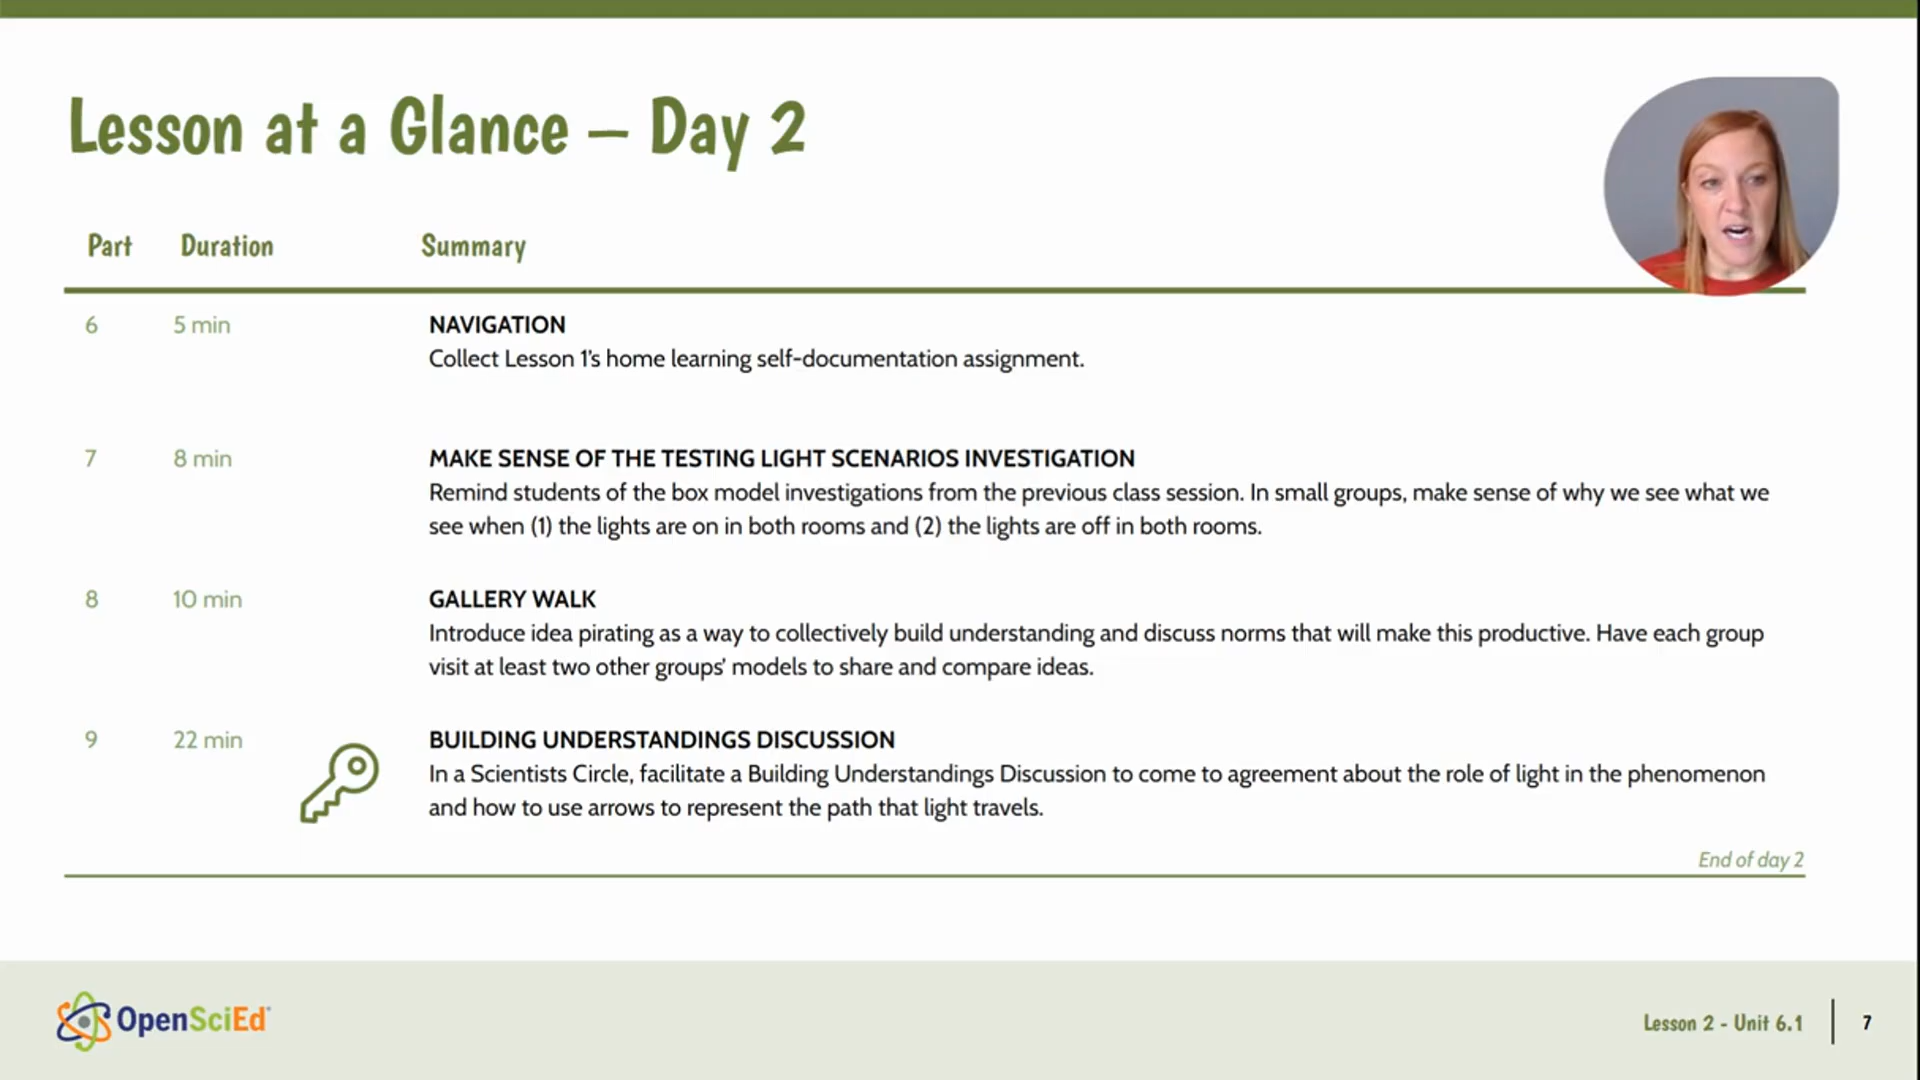 Lesson at a Glance – Day 2
Part Duration Summary
6 5 min NAVIGATION
Collect Lesson 1's home learning self-documentation assignment.
7 8 min MAKE SENSE OF THE TESTING LIGHT SCENARIOS INVESTIGATION
Remind students of the box model investigations from the previous class session. In small groups, make sense of why we see what we
see when (1) the lights are on in both rooms and (2) the lights are off in both rooms.
8 10 min GALLERY WALK
Introduce idea pirating as a way to collectively build understanding and discuss norms that will make this productive. Have each group
visit at least two other groups' models to share and compare ideas.
9 22 min BUILDING UNDERSTANDINGS DISCUSSION
In a Scientists Circle, facilitate a Building Understandings Discussion to come to agreement about the role of light in the phenomenon
and how to use arrows to represent the path that light travels.
End of day 2
OpenSciEd
Lesson 2 - Unit 6.1 7